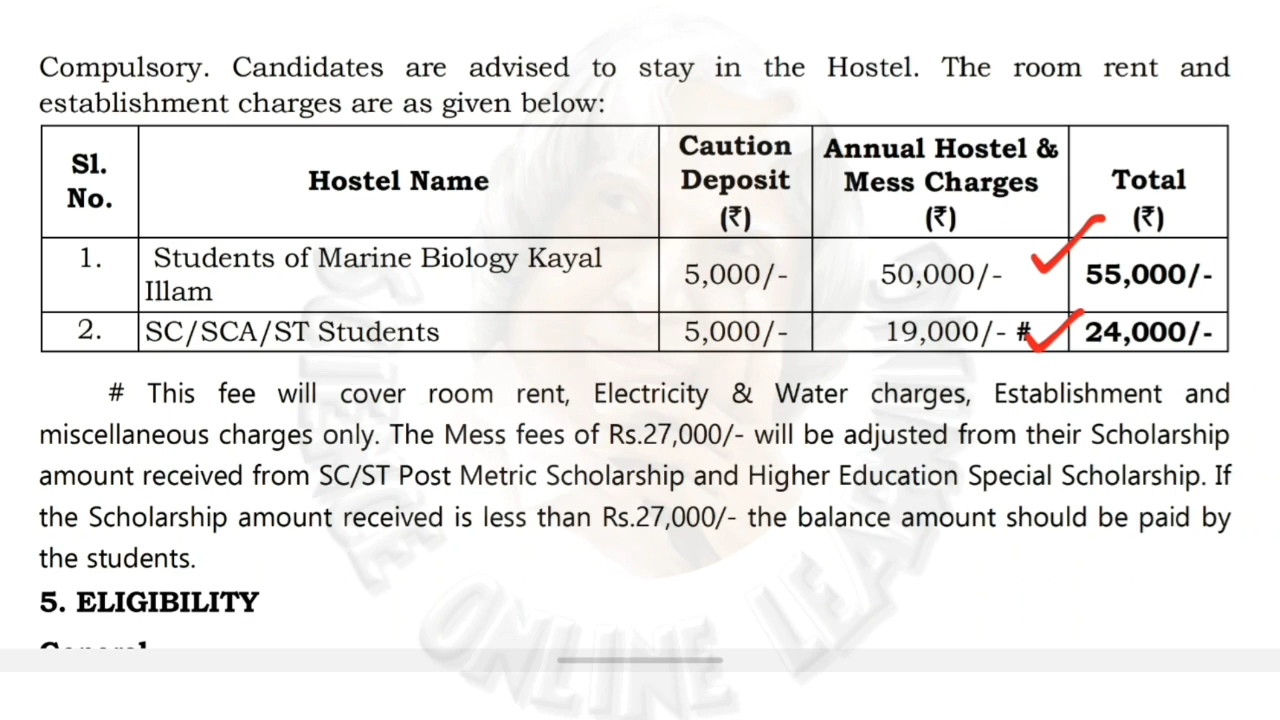 Compulsory. Candidates are advised to stay in the Hostel. The room rent and
establishment charges are as given below:
Sl. No. Hostel Name Caution Deposit (₹) Annual Hostel & Mess Charges (₹) Total (₹)
1. Students of Marine Biology Kayal Illam 5,000/- 50,000/- 55,000/-
2. SC/SCA/ST Students 5,000/- 19,000/- # 24,000/-
# This fee will cover room rent, Electricity & Water charges, Establishment and
miscellaneous charges only. The Mess fees of Rs.27,000/- will be adjusted from their Scholarship
amount received from SC/ST Post Metric Scholarship and Higher Education Special Scholarship. If
the Scholarship amount received is less than Rs.27,000/- the balance amount should be paid by
the students.
5. ELIGIBILITY
ONLINE